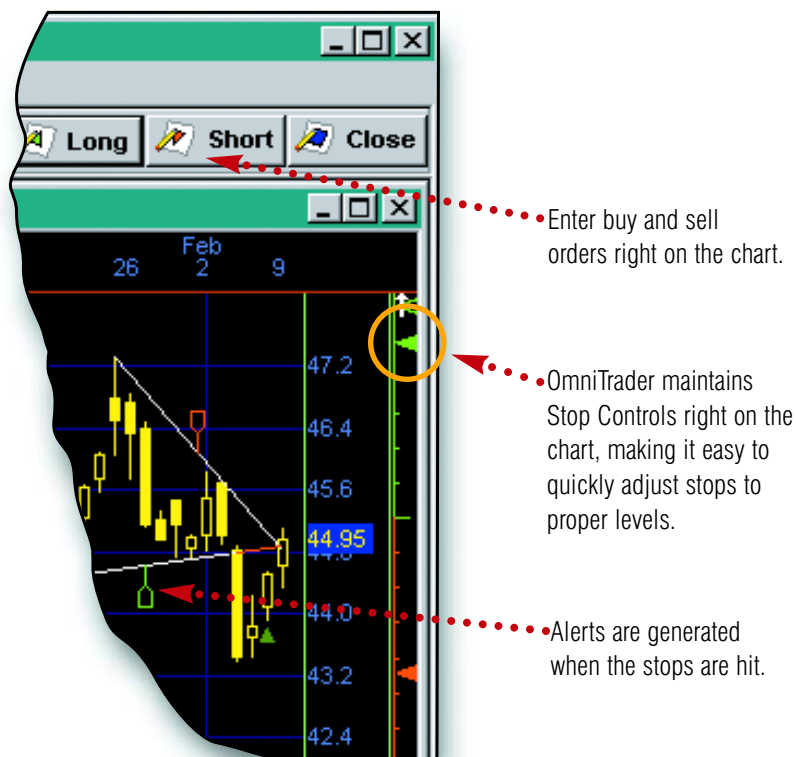 Long Short Close
Enter buy and sell
orders right on the chart.
Feb
26 2 9
47.2
46.4
45.6
44.95
44.0
43.2
42.4
OmniTrader maintains
Stop Controls right on the
chart, making it easy to
quickly adjust stops to
proper levels.
Alerts are generated
when the stops are hit.